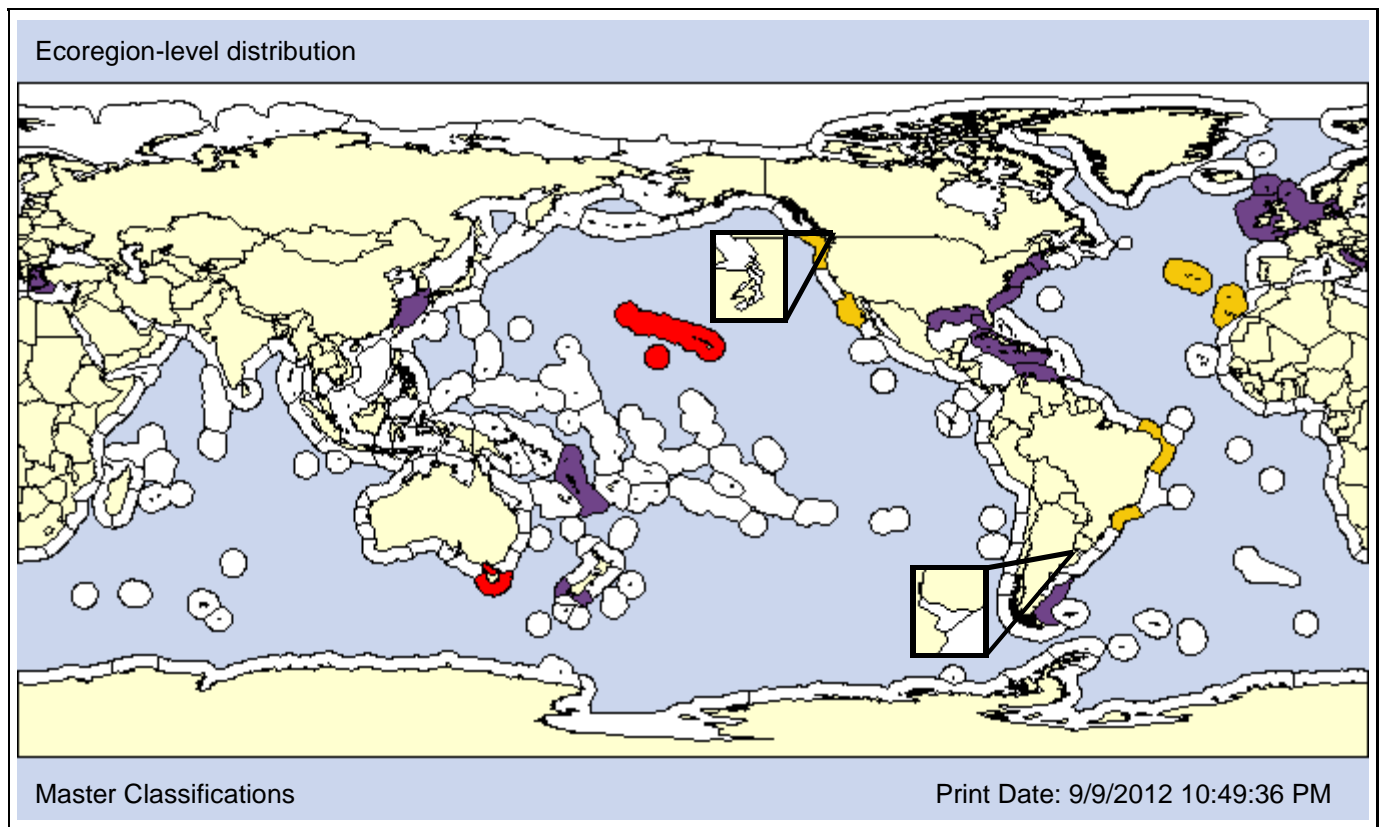 Ecoregion-level distribution
Master Classifications
Print Date: 9/9/2012 10:49:36 PM